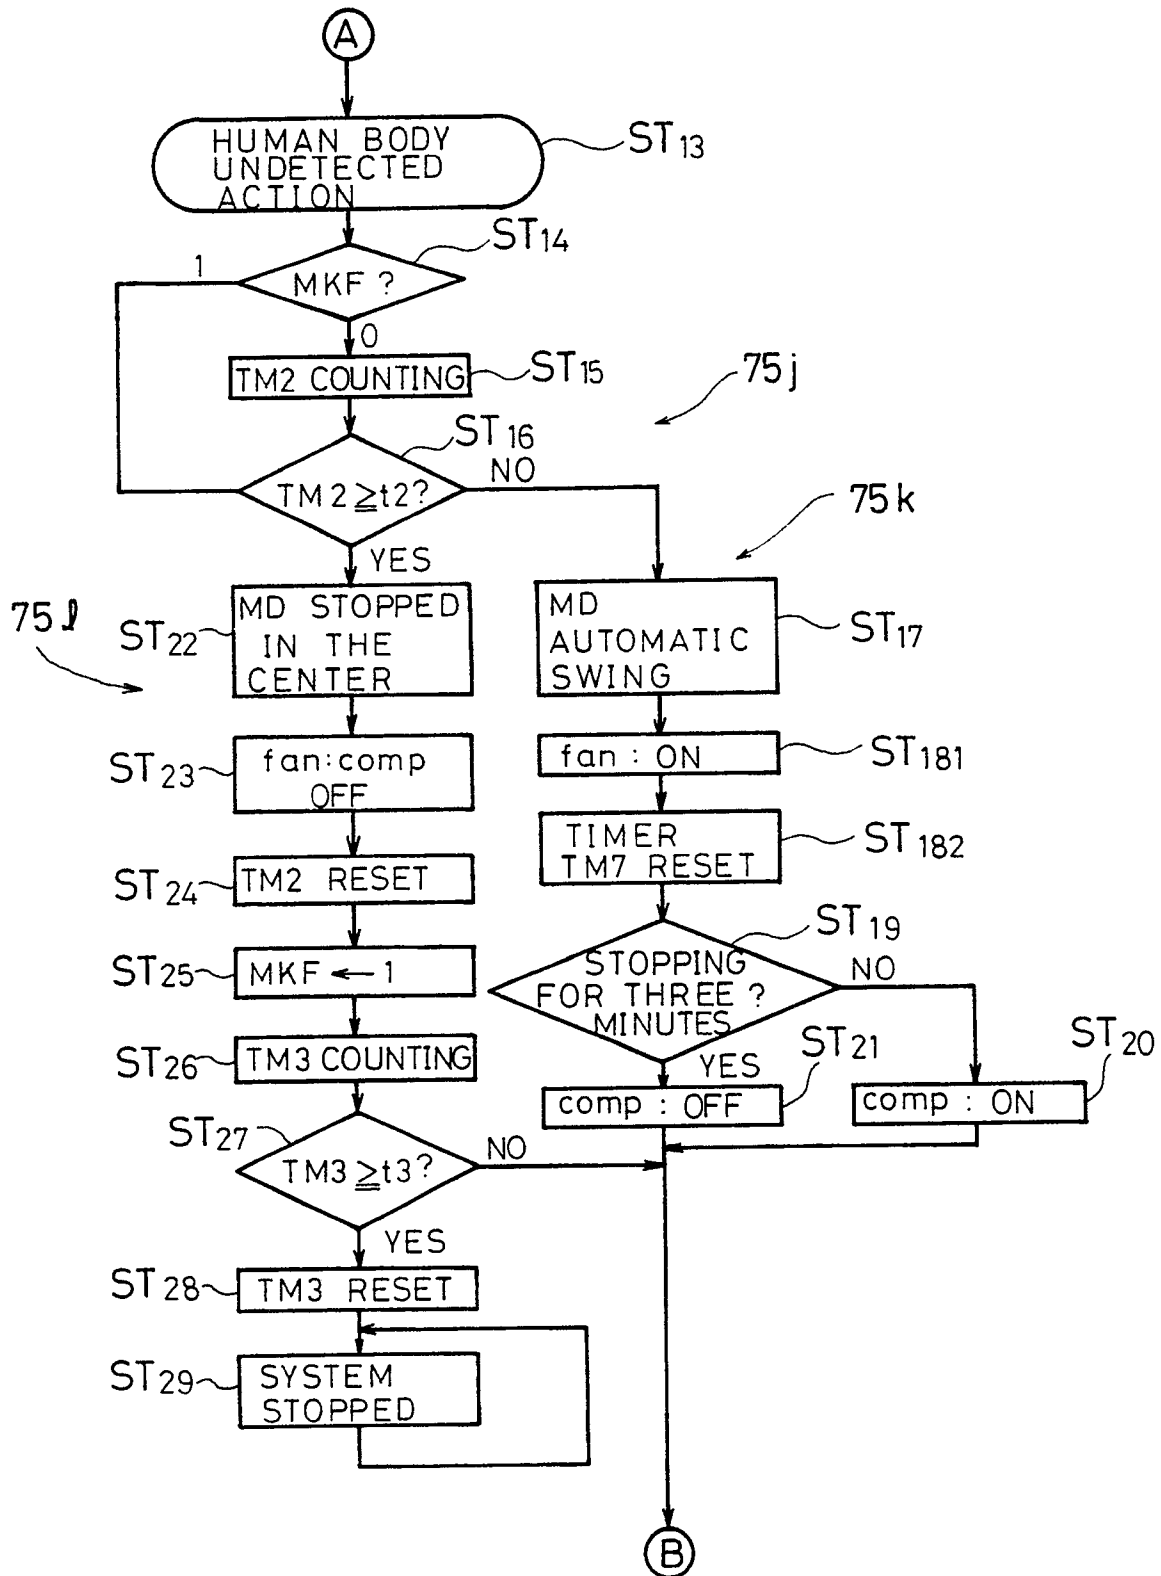 A
HUMAN BODY
UNDETECTED
ACTION
ST13
ST14
1
MKF ?
0
TM2 COUNTING
ST15
75j
ST16
TM2 ≧ t2?
NO
YES
75k
75l
ST22
MD STOPPED
IN THE
CENTER
MD
AUTOMATIC
SWING
ST17
ST23
fan:comp
OFF
fan : ON
ST181
TIMER
TM7 RESET
ST182
ST24
TM2 RESET
ST25
MKF ← 1
ST19
STOPPING
FOR THREE ?
MINUTES
NO
YES
ST26
TM3 COUNTING
ST21
comp : OFF
ST20
comp : ON
ST27
TM3 ≧ t3?
NO
YES
ST28
TM3 RESET
ST29
SYSTEM
STOPPED
B